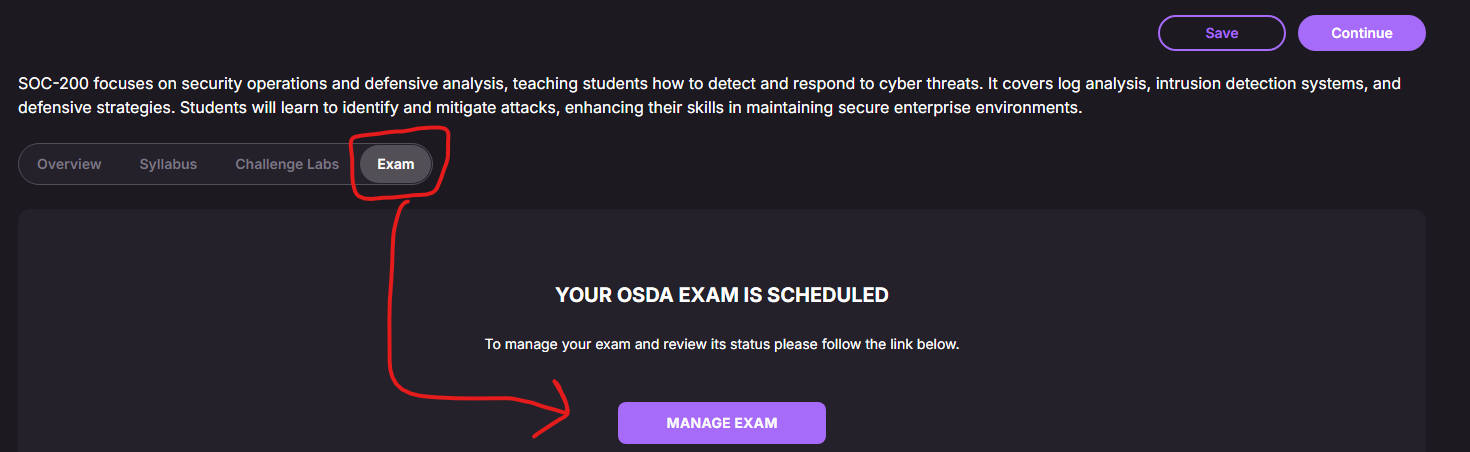 Save
Continue
SOC-200 focuses on security operations and defensive analysis, teaching students how to detect and respond to cyber threats. It covers log analysis, intrusion detection systems, and
defensive strategies. Students will learn to identify and mitigate attacks, enhancing their skills in maintaining secure enterprise environments.
Overview
Syllabus
Challenge Labs
Exam
YOUR OSDA EXAM IS SCHEDULED
To manage your exam and review its status please follow the link below.
MANAGE EXAM